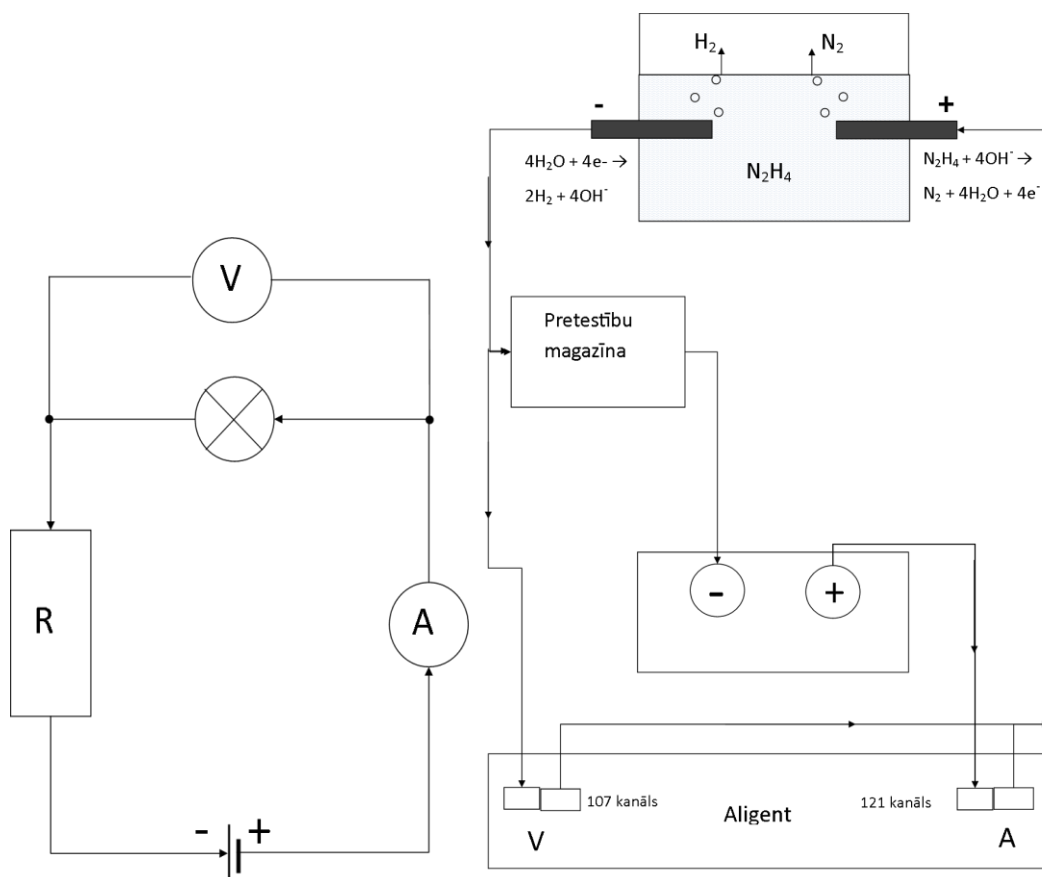 V
R
A
- +
H₂
N₂
-
+
4H₂O + 4e- →
2H₂ + 4OH⁻
N₂H₄
N₂H₄ + 4OH⁻ →
N₂ + 4H₂O + 4e⁻
Pretestību
magazīna
- +
107 kanāls
V
Aligent
121 kanāls
A